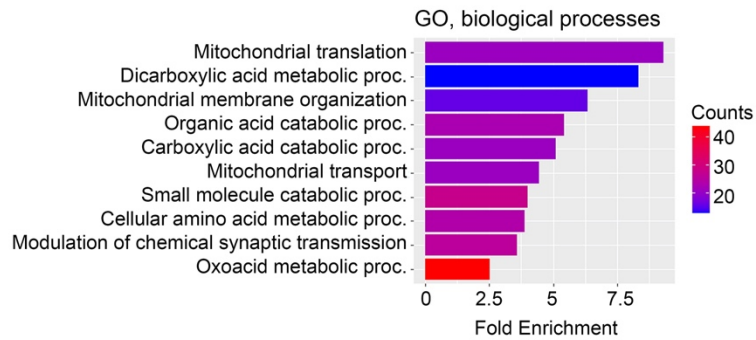 GO, biological processes
Mitochondrial translation
Dicarboxylic acid metabolic proc.
Mitochondrial membrane organization
Organic acid catabolic proc.
Carboxylic acid catabolic proc.
Mitochondrial transport
Small molecule catabolic proc.
Cellular amino acid metabolic proc.
Modulation of chemical synaptic transmission
Oxoacid metabolic proc.
0 2.5 5 7.5
Fold Enrichment
Counts
40
30
20